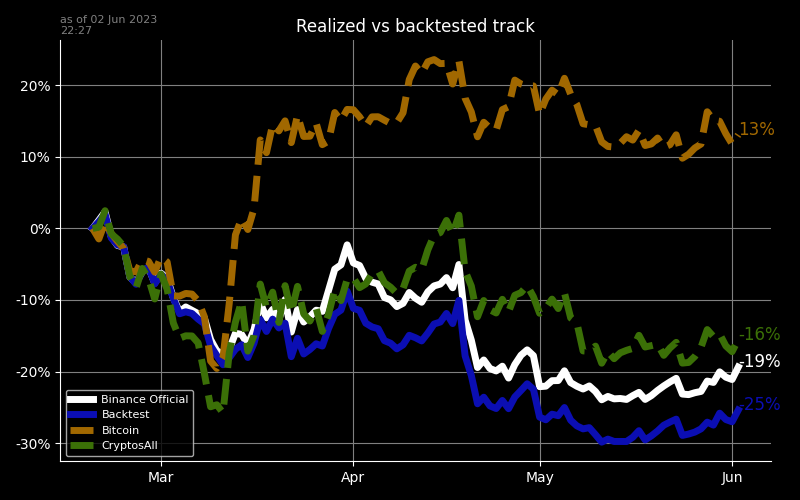 as of 02 Jun 2023
22:27
Realized vs backtested track
20%
10%
0%
-10%
-20%
-30%
13%
-16%
-19%
-25%
Binance Official
Backtest
Bitcoin
CryptosAll
Mar
Apr
May
Jun